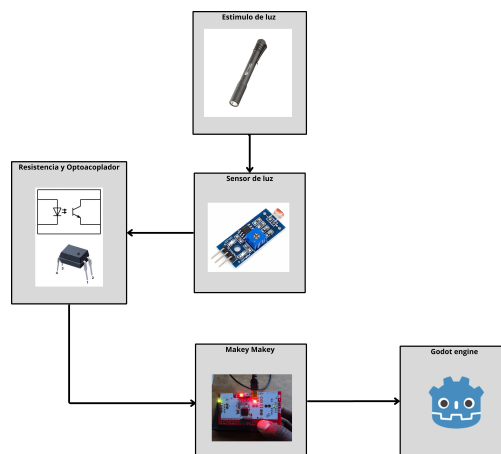 Estimulo de luz
Sensor de luz
Resistencia y Optoacoplador
Makey Makey
Godot engine